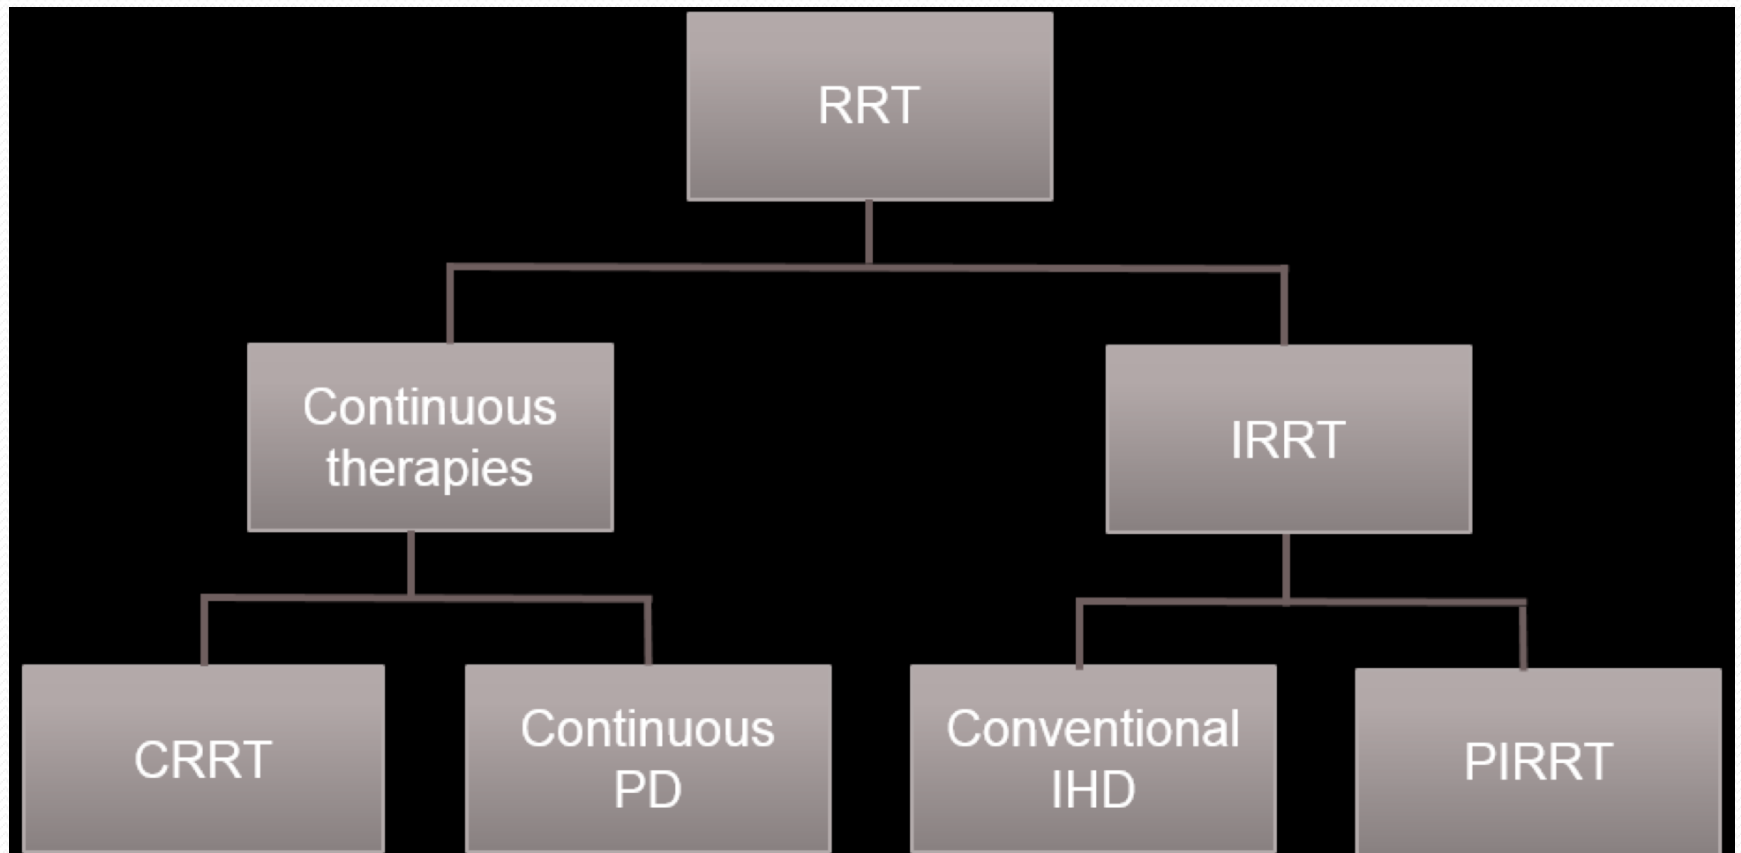 RRT
Continuous
therapies
IRRT
CRRT
Continuous
PD
Conventional
IHD
PIRRT